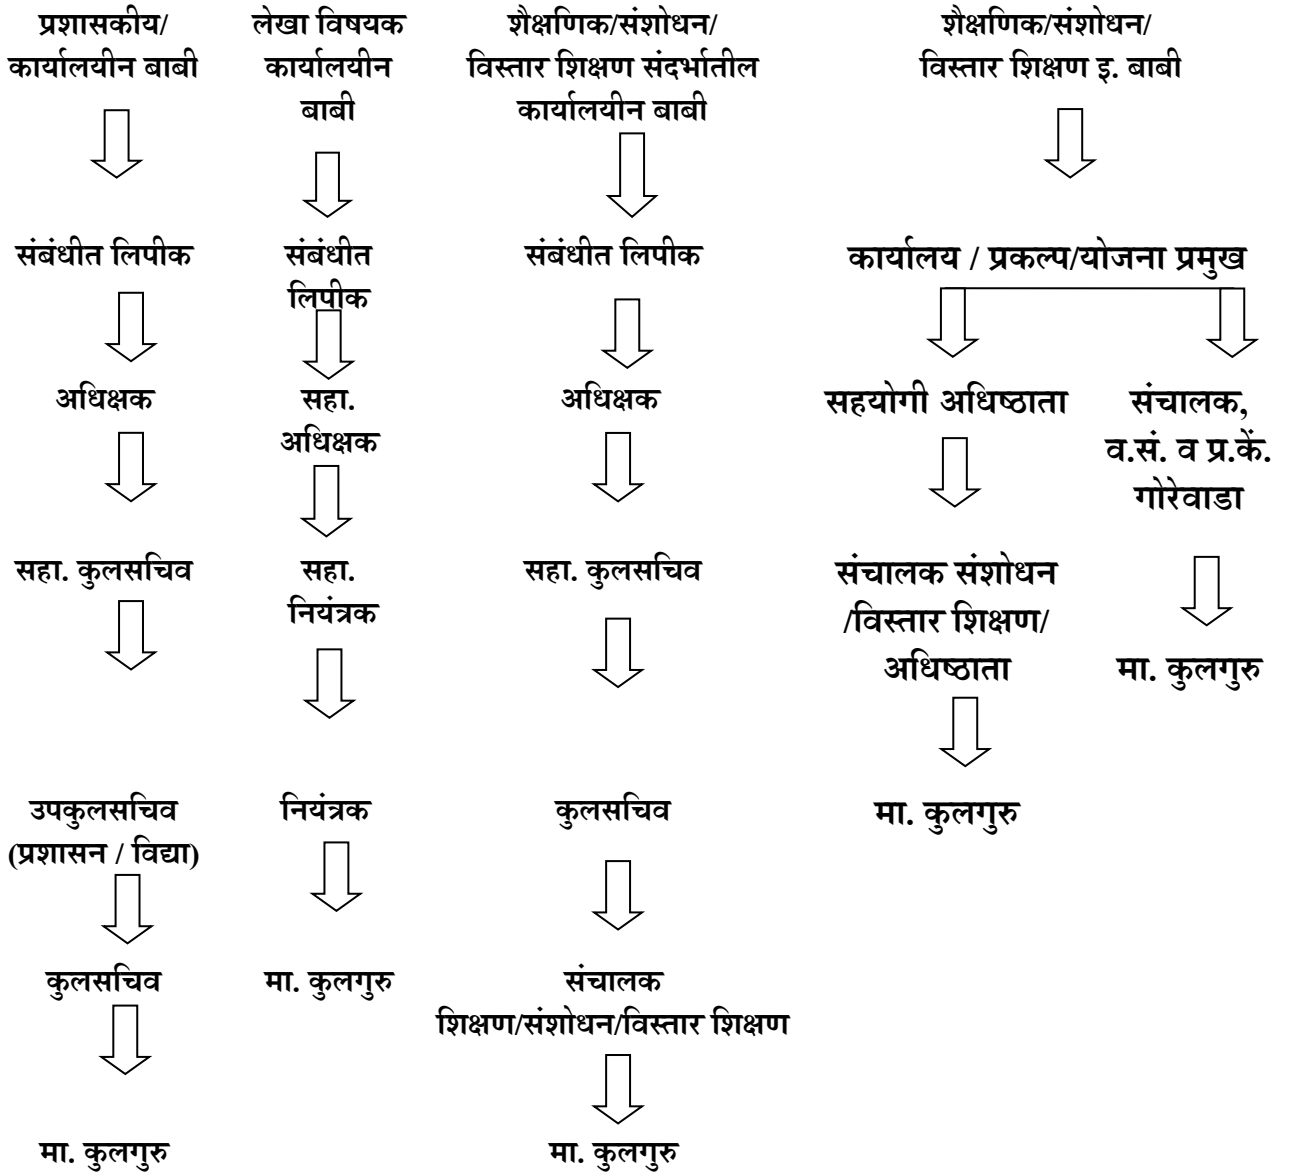 प्रशासकीय/
कार्यालयीन बाबी
संबंधीत लिपीक
अधिक्षक
सहा. कुलसचिव
उपकुलसचिव
(प्रशासन / विद्या)
कुलसचिव
मा. कुलगुरु
लेखा विषयक
कार्यालयीन
बाबी
संबंधीत
लिपीक
सहा.
अधिक्षक
सहा.
नियंत्रक
नियंत्रक
मा. कुलगुरु
शैक्षणिक/संशोधन/
विस्तार शिक्षण संदर्भातील
कार्यालयीन बाबी
संबंधीत लिपीक
अधिक्षक
सहा. कुलसचिव
कुलसचिव
संचालक
शिक्षण/संशोधन/विस्तार शिक्षण
मा. कुलगुरु
शैक्षणिक/संशोधन/
विस्तार शिक्षण इ. बाबी
कार्यालय / प्रकल्प/योजना प्रमुख
सहयोगी अधिष्ठाता
संचालक संशोधन
/विस्तार शिक्षण/
अधिष्ठाता
मा. कुलगुरु
संचालक,
व.सं. व प्र.कें.
गोरेवाडा
मा. कुलगुरु